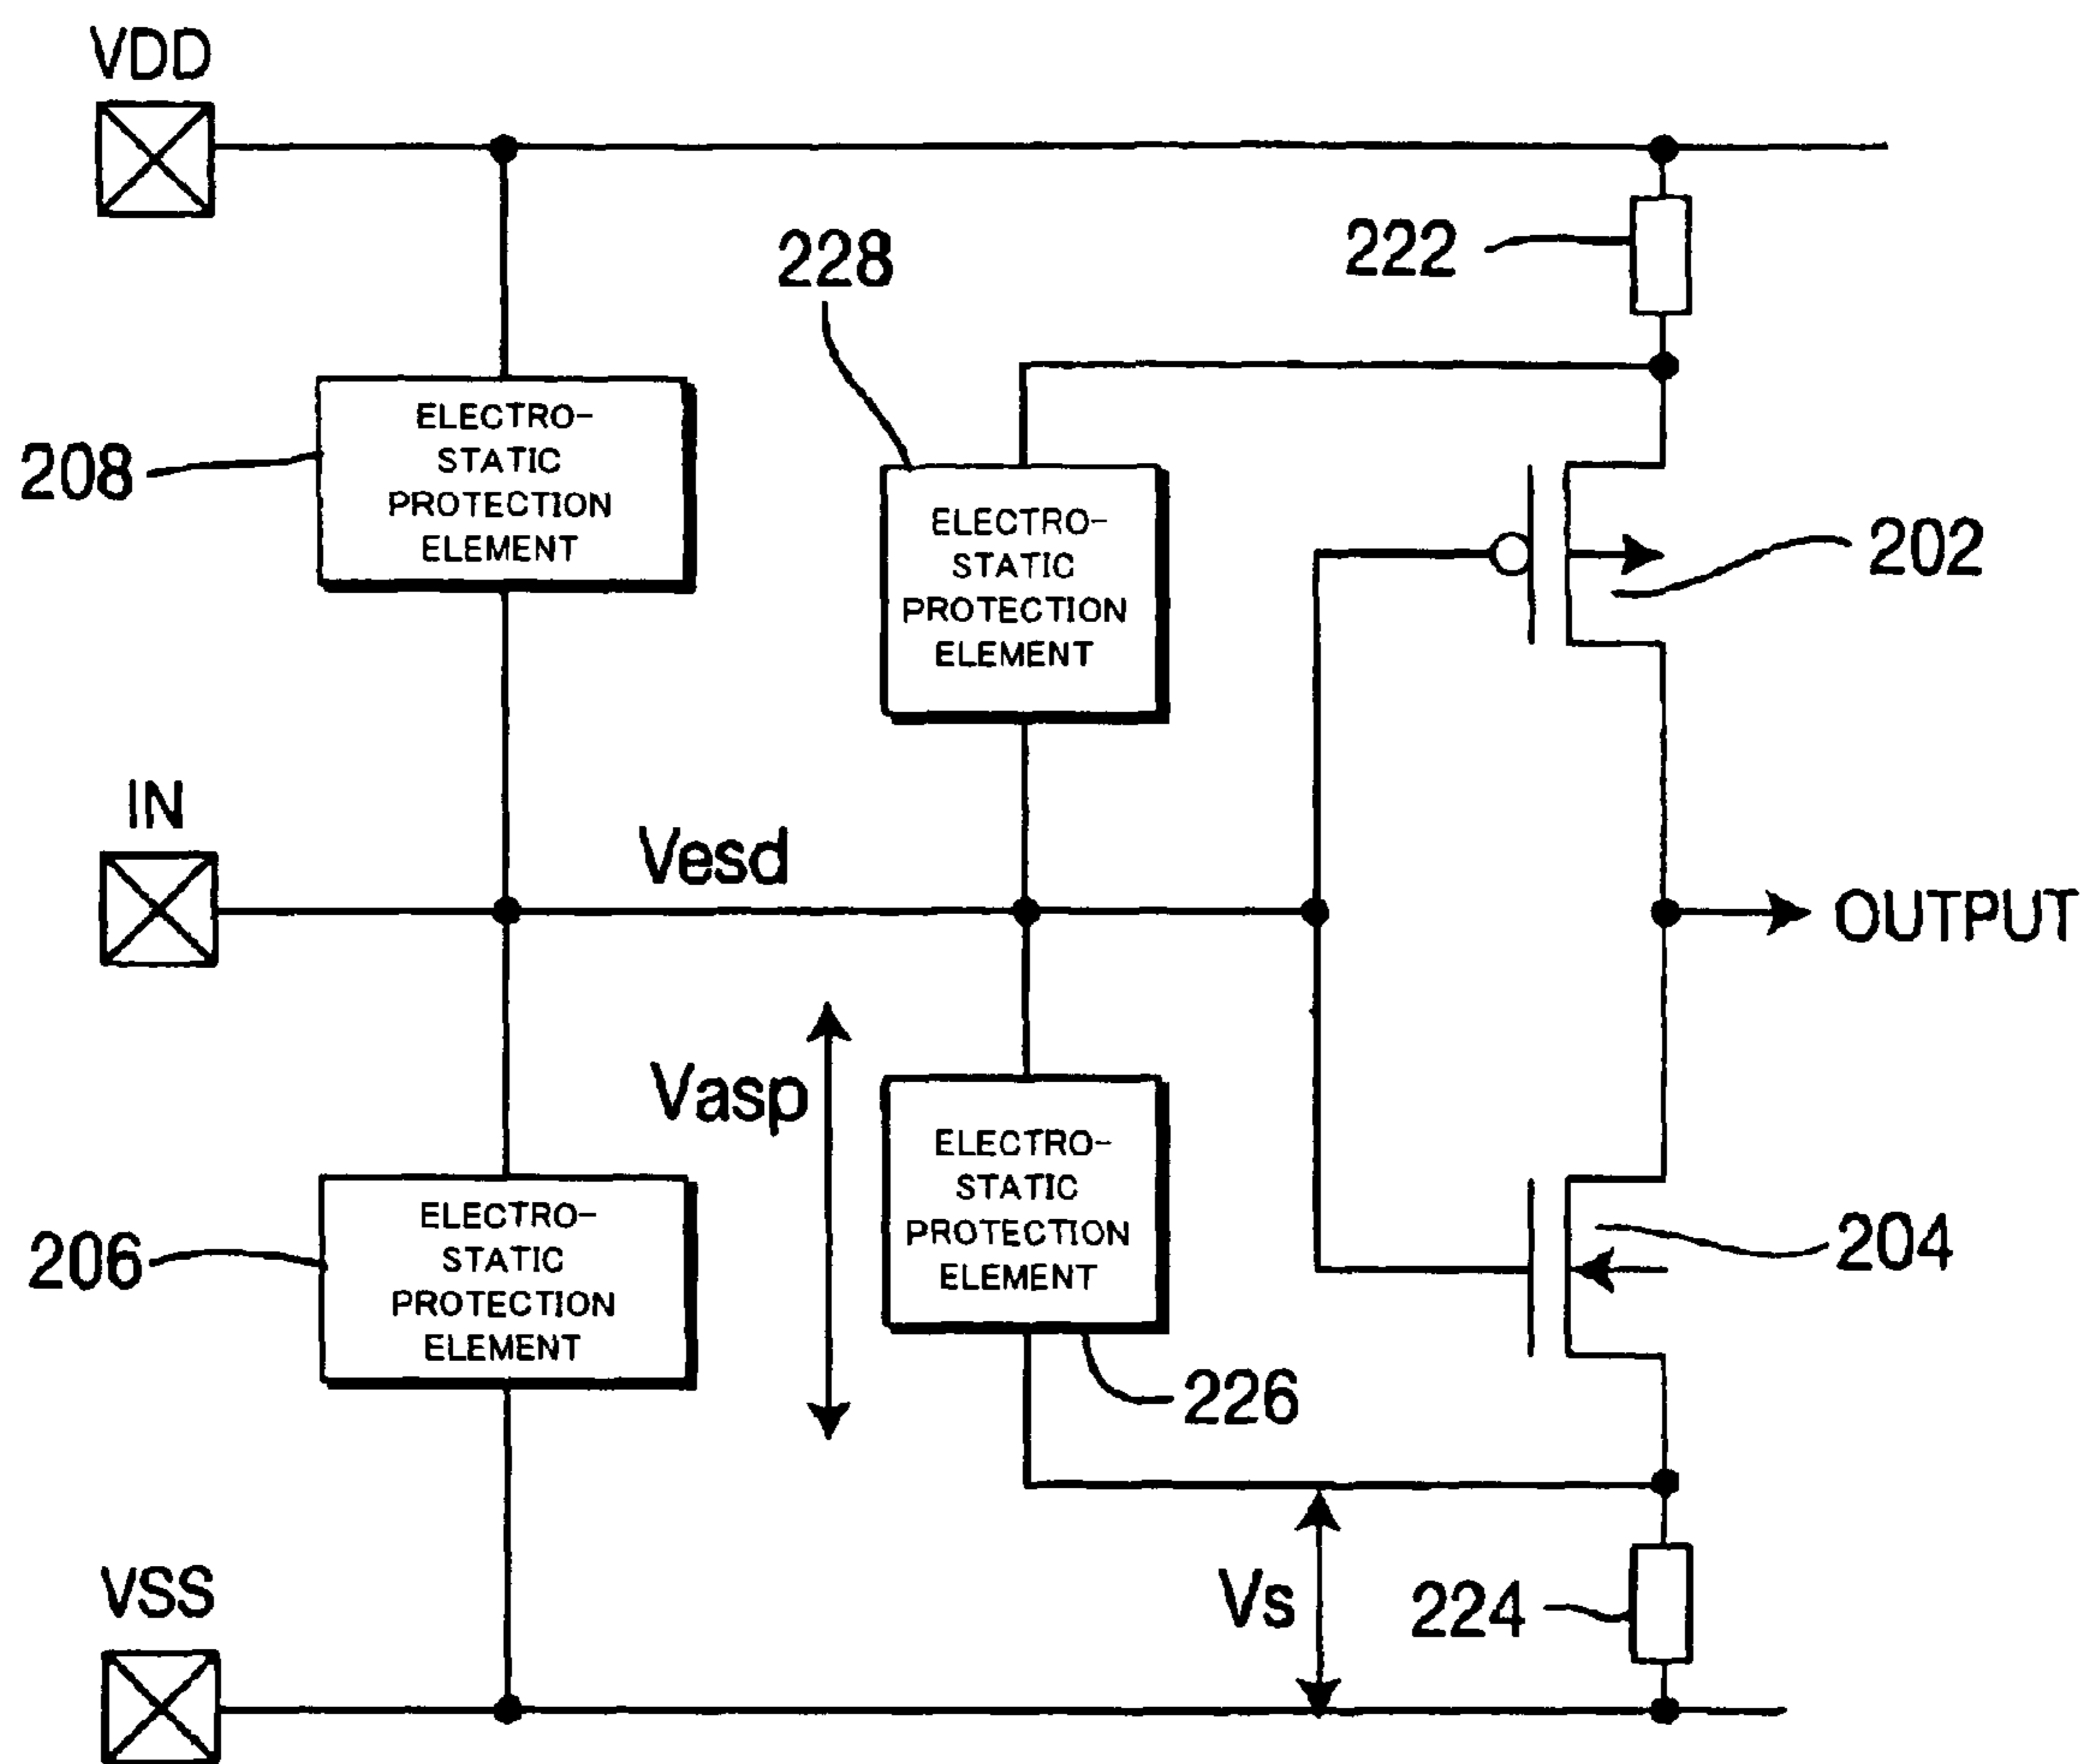 VDD
222
228
ELECTRO-
STATIC
PROTECTION
ELEMENT
208
ELECTRO-
STATIC
PROTECTION
ELEMENT
202
IN
Vesd
OUTPUT
Vasp
ELECTRO-
STATIC
PROTECTION
ELEMENT
206
ELECTRO-
STATIC
PROTECTION
ELEMENT
204
226
VSS
Vs
224